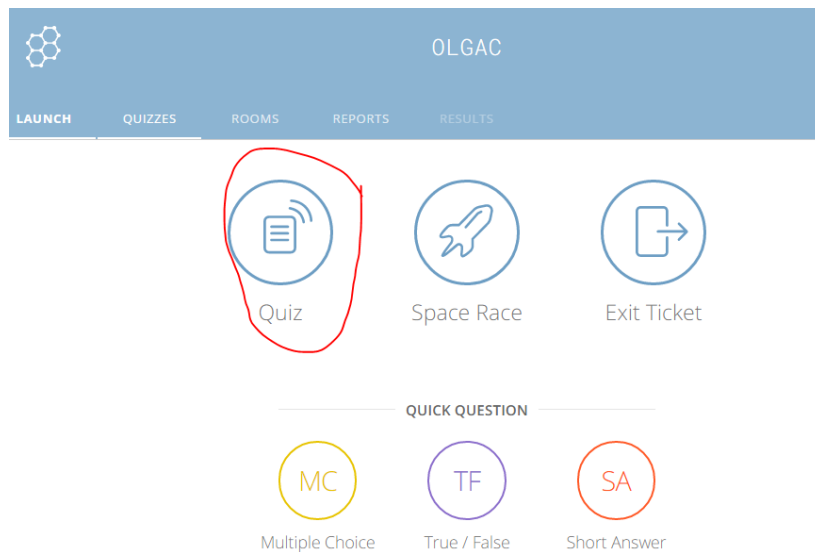 OLGAC
LAUNCH QUIZZES ROOMS REPORTS RESULTS
Quiz Space Race Exit Ticket
QUICK QUESTION
MC TF SA
Multiple Choice True / False Short Answer